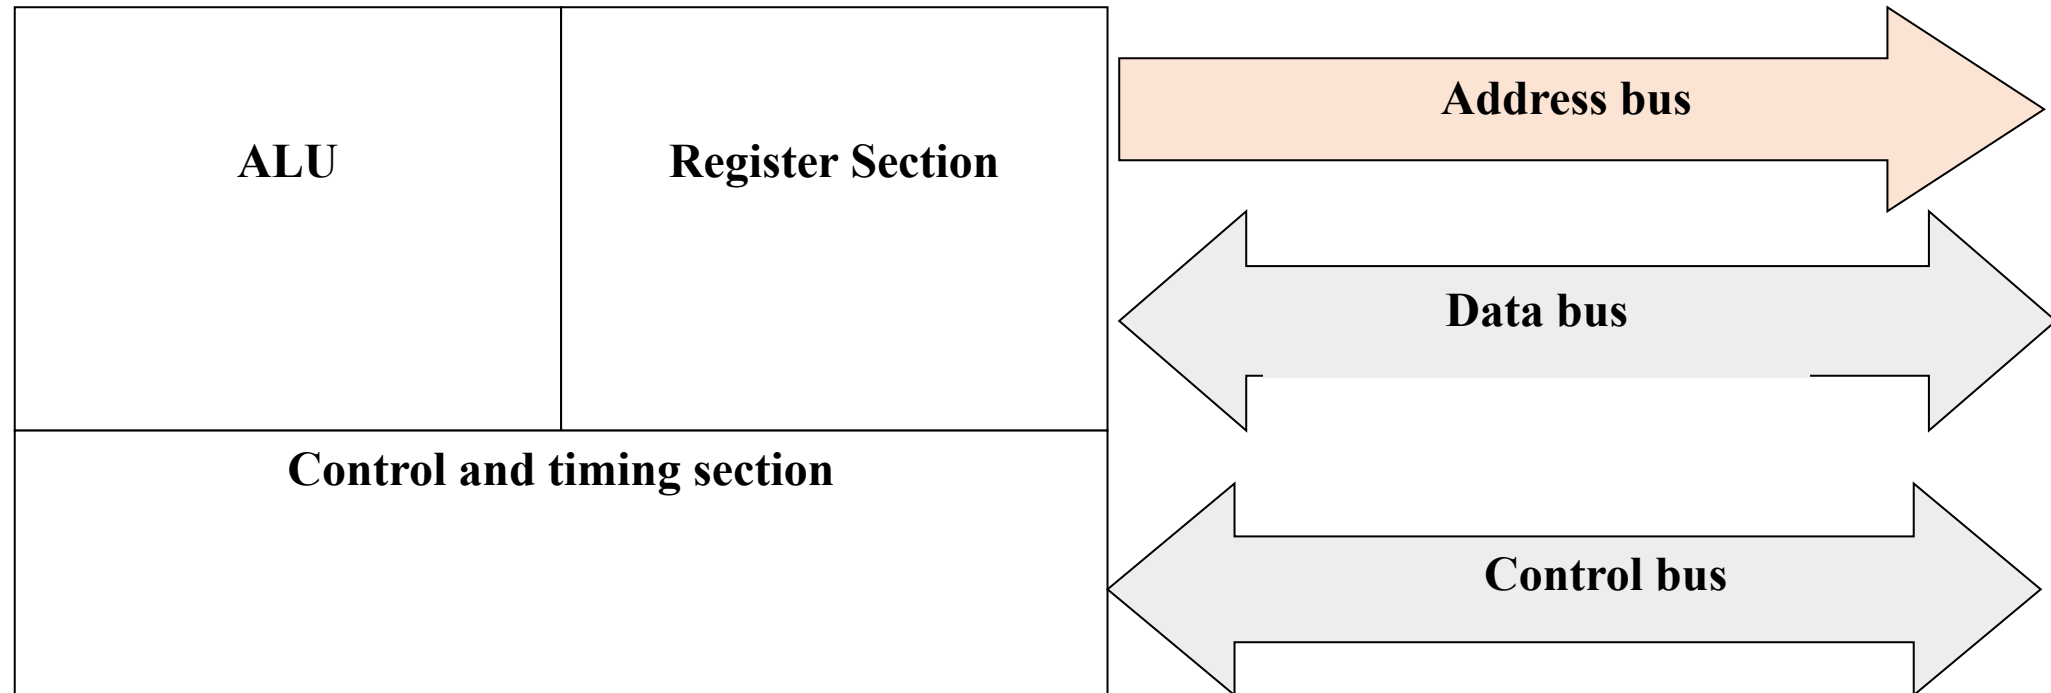 ALU
Register Section
Address bus
Data bus
Control and timing section
Control bus